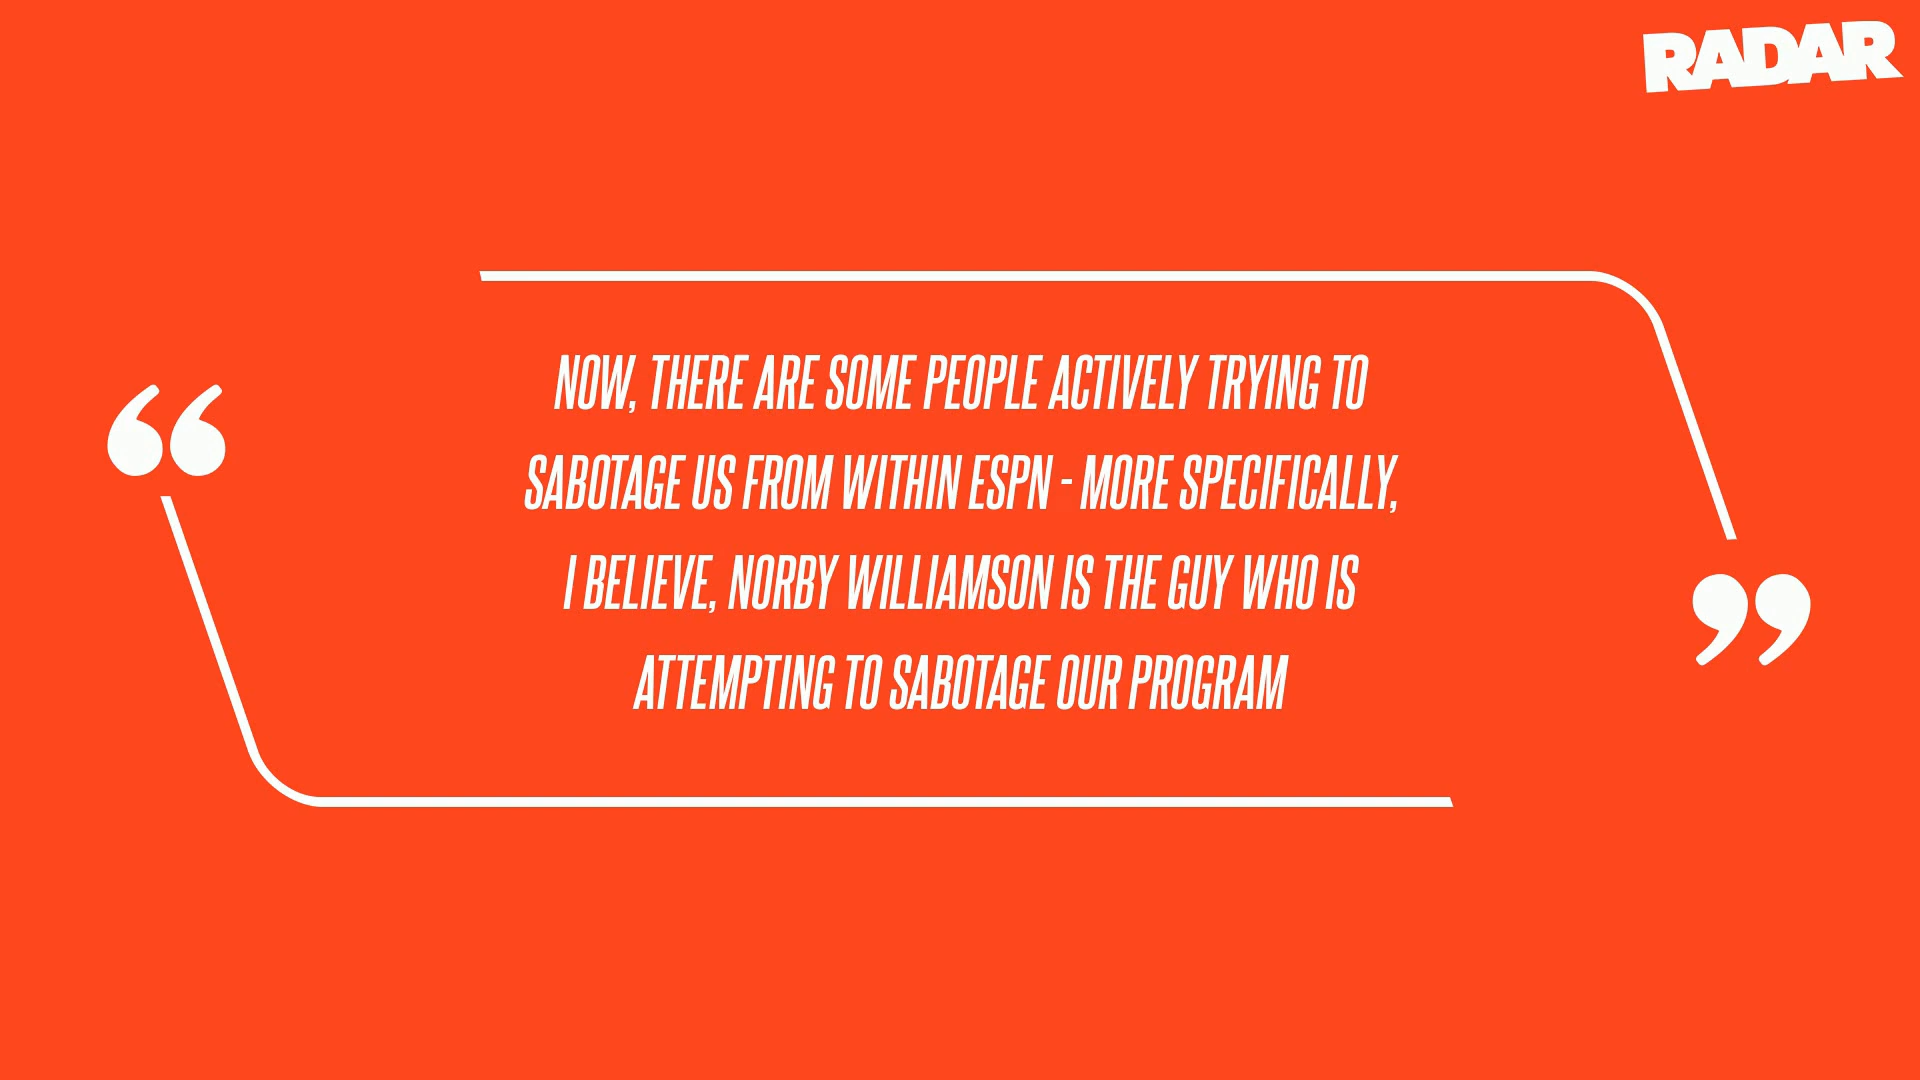 RADAR
“
NOW, THERE ARE SOME PEOPLE ACTIVELY TRYING TO
SABOTAGE US FROM WITHIN ESPN - MORE SPECIFICALLY,
I BELIEVE, NORBY WILLIAMSON IS THE GUY WHO IS
ATTEMPTING TO SABOTAGE OUR PROGRAM
”